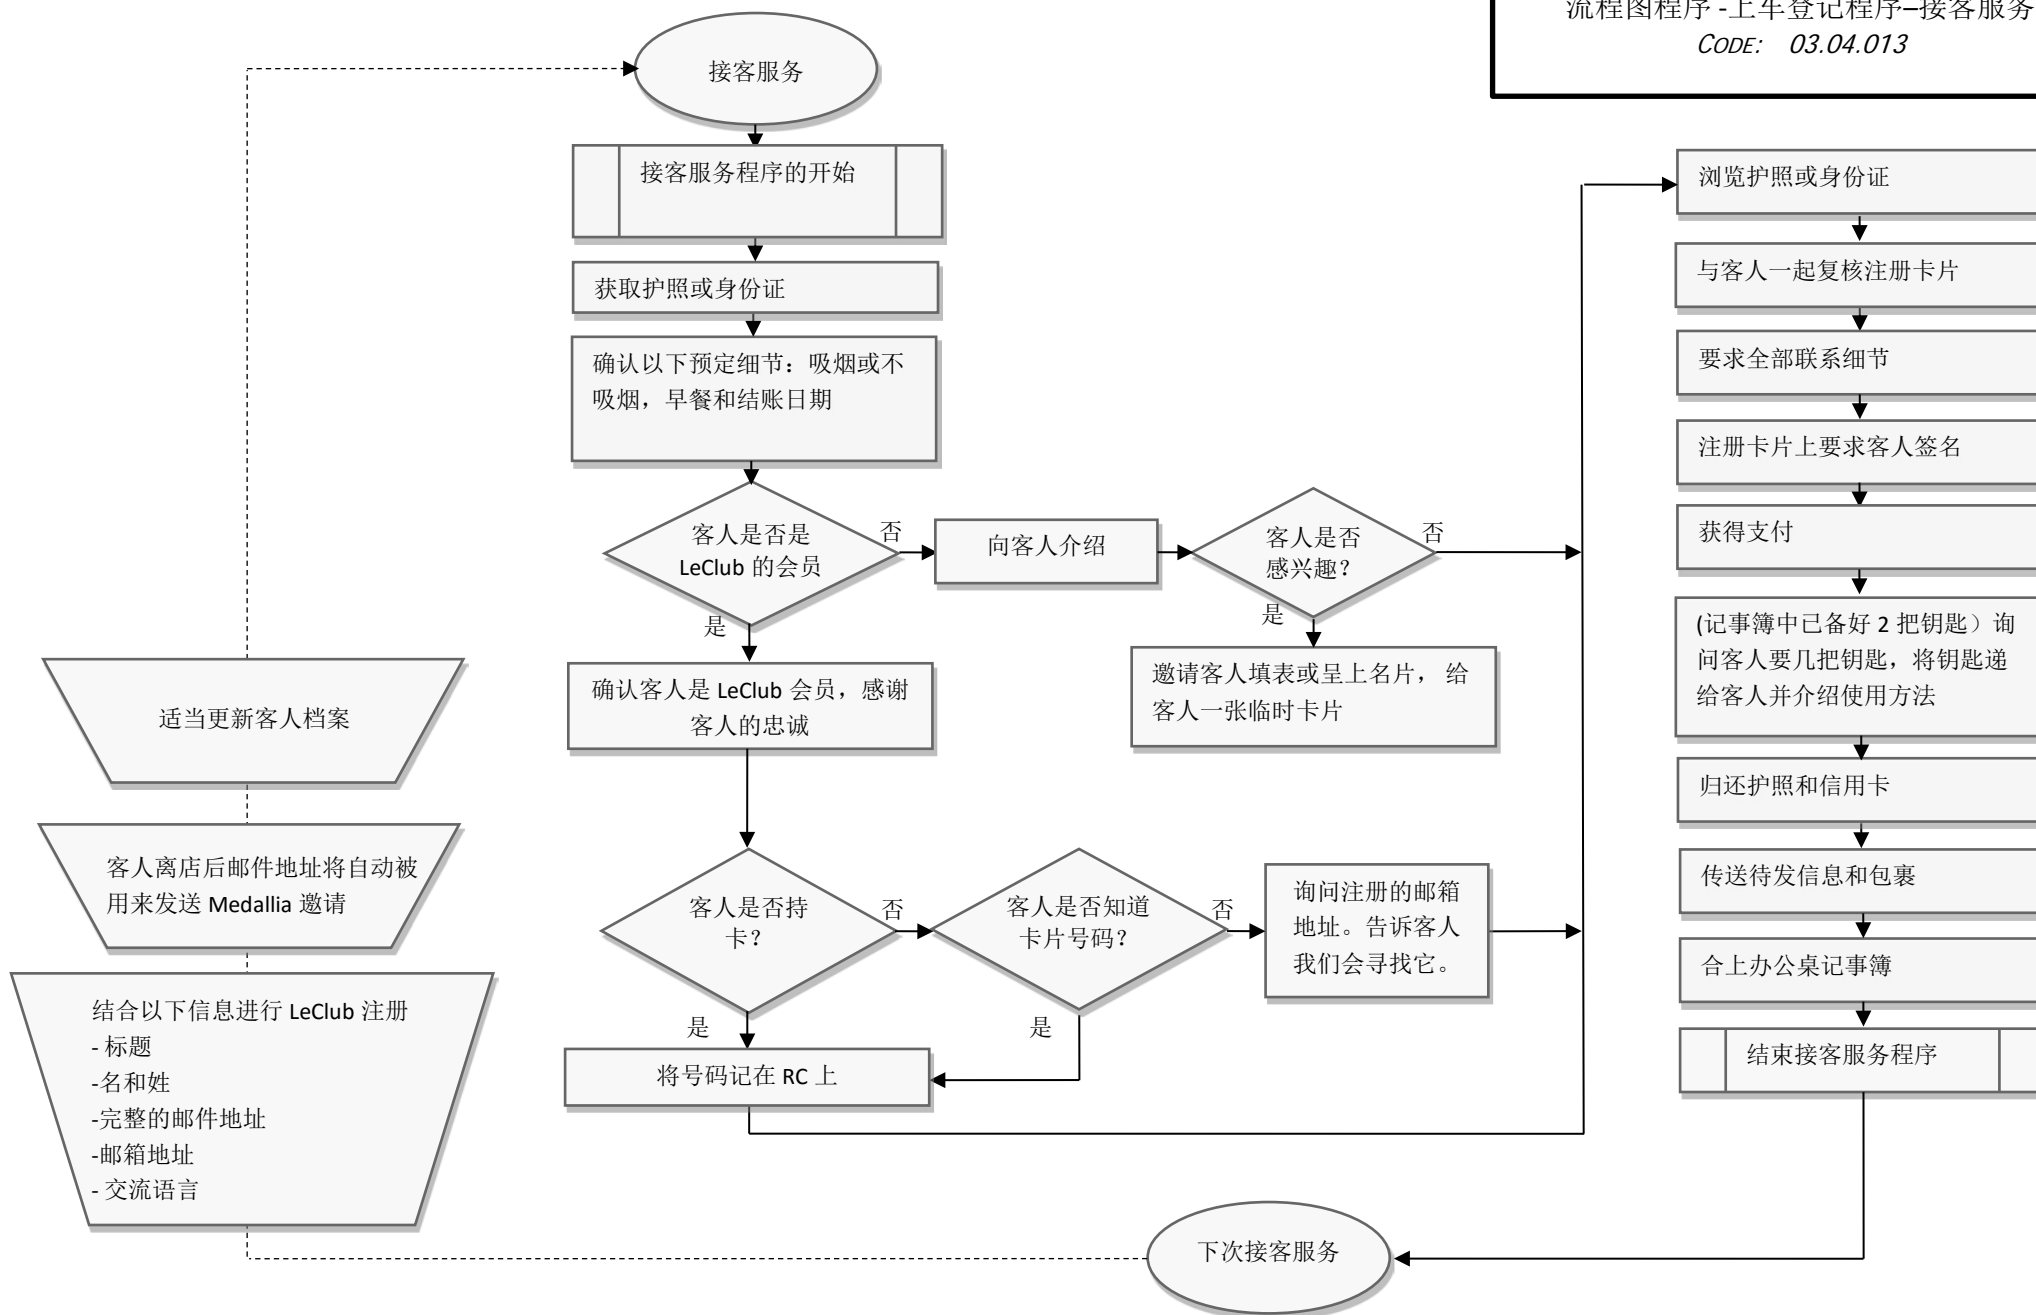 流程图程序 -上车登记程序–接客服务
CODE: 03.04.013
接客服务
接客服务程序的开始
获取护照或身份证
确认以下预定细节：吸烟或不
吸烟，早餐和结账日期
客人是否是
LeClub 的会员
否
是
向客人介绍
客人是否
感兴趣？
否
是
邀请客人填表或呈上名片， 给
客人一张临时卡片
确认客人是 LeClub 会员，感谢
客人的忠诚
客人是否持
卡？
否
是
客人是否知道
卡片号码？
否
是
询问注册的邮箱
地址。告诉客人
我们会寻找它。
将号码记在 RC 上
浏览护照或身份证
与客人一起复核注册卡片
要求全部联系细节
注册卡片上要求客人签名
获得支付
(记事簿中已备好 2 把钥匙）询
问客人要几把钥匙，将钥匙递
给客人并介绍使用方法
归还护照和信用卡
传送待发信息和包裹
合上办公桌记事簿
结束接客服务程序
下次接客服务
适当更新客人档案
客人离店后邮件地址将自动被
用来发送 Medallia 邀请
结合以下信息进行 LeClub 注册
- 标题
-名和姓
-完整的邮件地址
-邮箱地址
- 交流语言